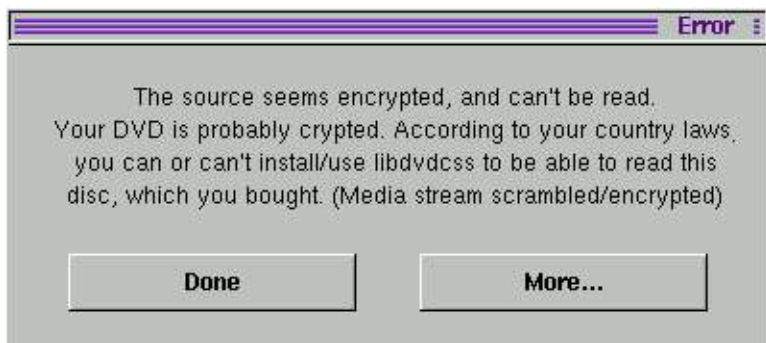 Error
The source seems encrypted, and can't be read.
Your DVD is probably crypted. According to your country laws,
you can or can't install/use libdvdcss to be able to read this
disc, which you bought. (Media stream scrambled/encrypted)
Done
More...